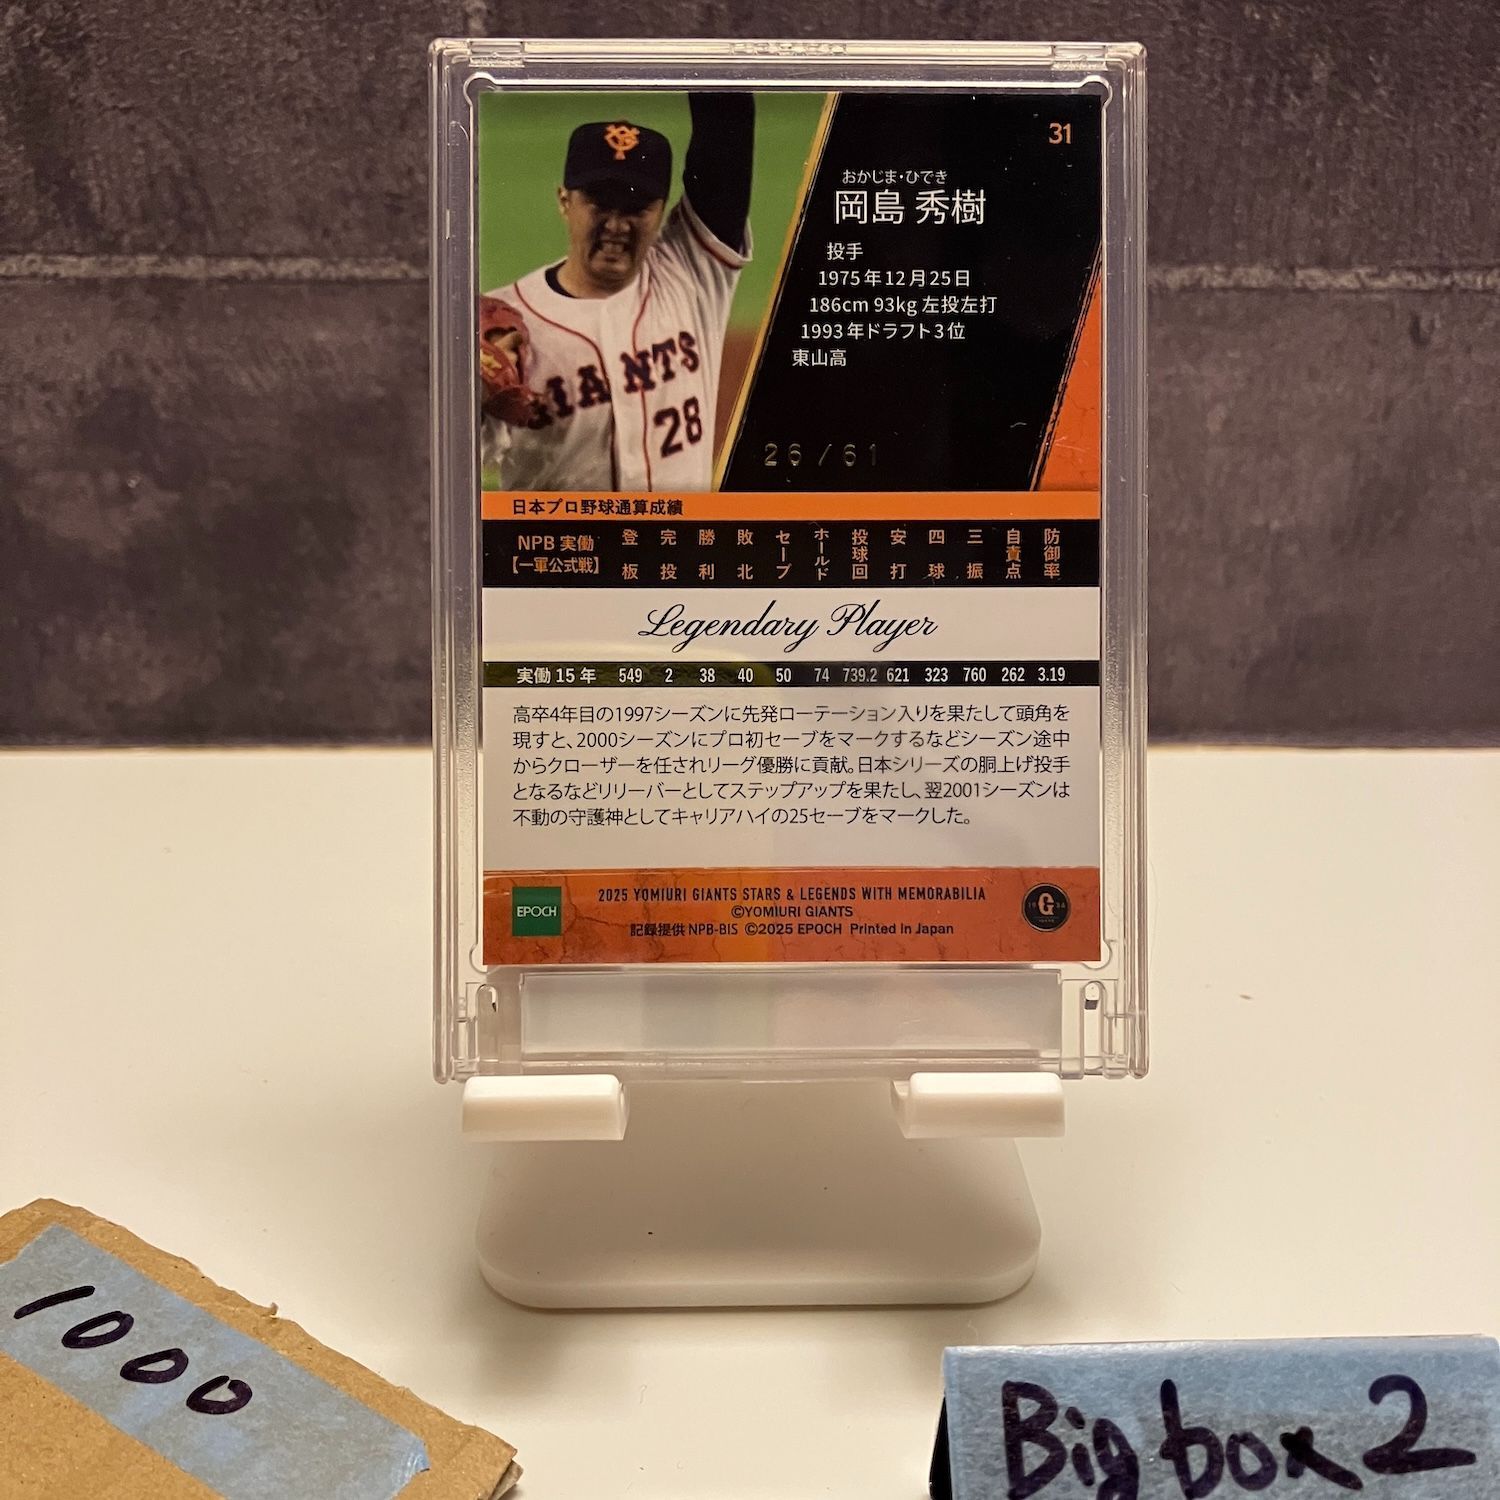 31
おかじま・ひでき
岡島 秀樹
投手
1975年12月25日
186cm 93kg 左投左打
1993年ドラフト3位
東山高
GIANTS
28
26/61
日本プロ野球通算成績
NPB 実働 登板 完投 勝利 敗北 セーブ ホールド 投球回 安打 四球 三振 自責点 防御率
【一軍公式戦】
Legendary Player
実働 15 年 549 2 38 40 50 74 739.2 621 323 760 262 3.19
高卒4年目の1997シーズンに先発ローテーション入りを果たして頭角を
現すと、2000シーズンにプロ初セーブをマークするなどシーズン途中
からクローザーを任されリーグ優勝に貢献。日本シリーズの胴上げ投手
となるなどリリーバーとしてステップアップを果たし、翌2001シーズンは
不動の守護神としてキャリアハイの25セーブをマークした。
EPOCH
2025 YOMIURI GIANTS STARS & LEGENDS WITH MEMORABILIA
©YOMIURI GIANTS
記録提供 NPB-BIS ©2025 EPOCH Printed In Japan
19 G 34
1000
Big box 2